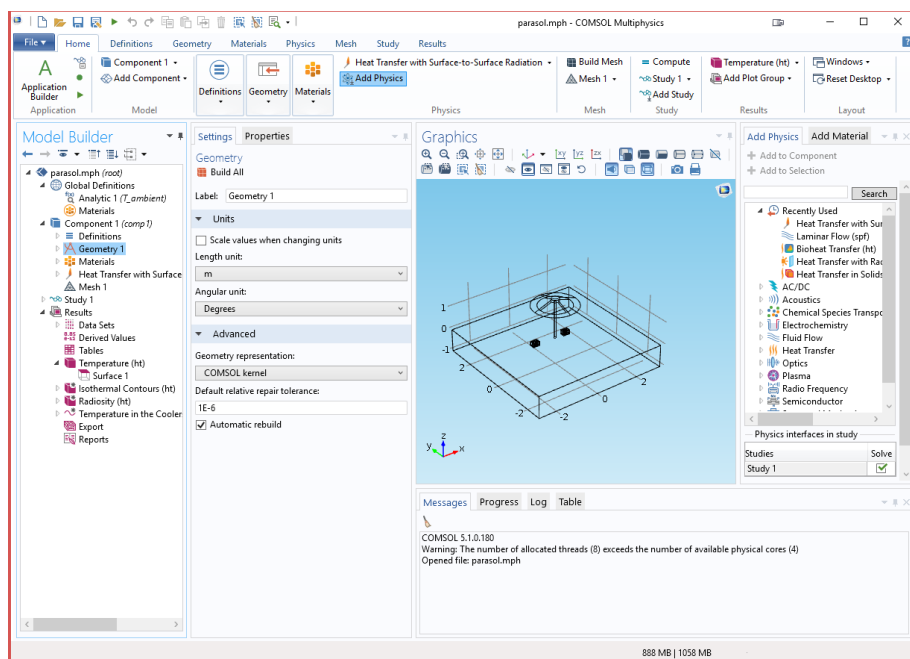 parasol.mph - COMSOL Multiphysics
File Home Definitions Geometry Materials Physics Mesh Study Results
Application Builder
Component 1
Add Component
Definitions
Geometry
Materials
Heat Transfer with Surface-to-Surface Radiation
Add Physics
Build Mesh
Mesh 1
= Compute
Study 1
Add Study
Temperature (ht)
Add Plot Group
Windows
Reset Desktop
Application Model Physics Mesh Study Results Layout
Model Builder
parasol.mph (root)
Global Definitions
Analytic 1 (T_ambient)
Materials
Component 1 (comp1)
Definitions
Geometry 1
Materials
Heat Transfer with Surface
Mesh 1
Study 1
Results
Data Sets
8.85
e-12
Derived Values
Tables
Temperature (ht)
Surface 1
Isothermal Contours (ht)
Radiosity (ht)
Temperature in the Cooler
Export
Reports
Settings Properties
Geometry
Build All
Label: Geometry 1
Units
Scale values when changing units
Length unit:
m
Angular unit:
Degrees
Advanced
Geometry representation:
COMSOL kernel
Default relative repair tolerance:
1E-6
Automatic rebuild
Graphics
xy yz zx
1
0
-1
2
0
-2
-2
0
2
z
y
x
Messages Progress Log Table
COMSOL 5.1.0.180
Warning: The number of allocated threads (8) exceeds the number of available physical cores (4)
Opened file: parasol.mph
Add Physics Add Material
+ Add to Component
+ Add to Selection
Search
Recently Used
Heat Transfer with Sur
Laminar Flow (spf)
Bioheat Transfer (ht)
Heat Transfer with Rad
Heat Transfer in Solids
AC/DC
Acoustics
Chemical Species Transpo
Electrochemistry
Fluid Flow
Heat Transfer
Optics
Plasma
Radio Frequency
Semiconductor
Physics interfaces in study
Studies Solve
Study 1
888 MB | 1058 MB